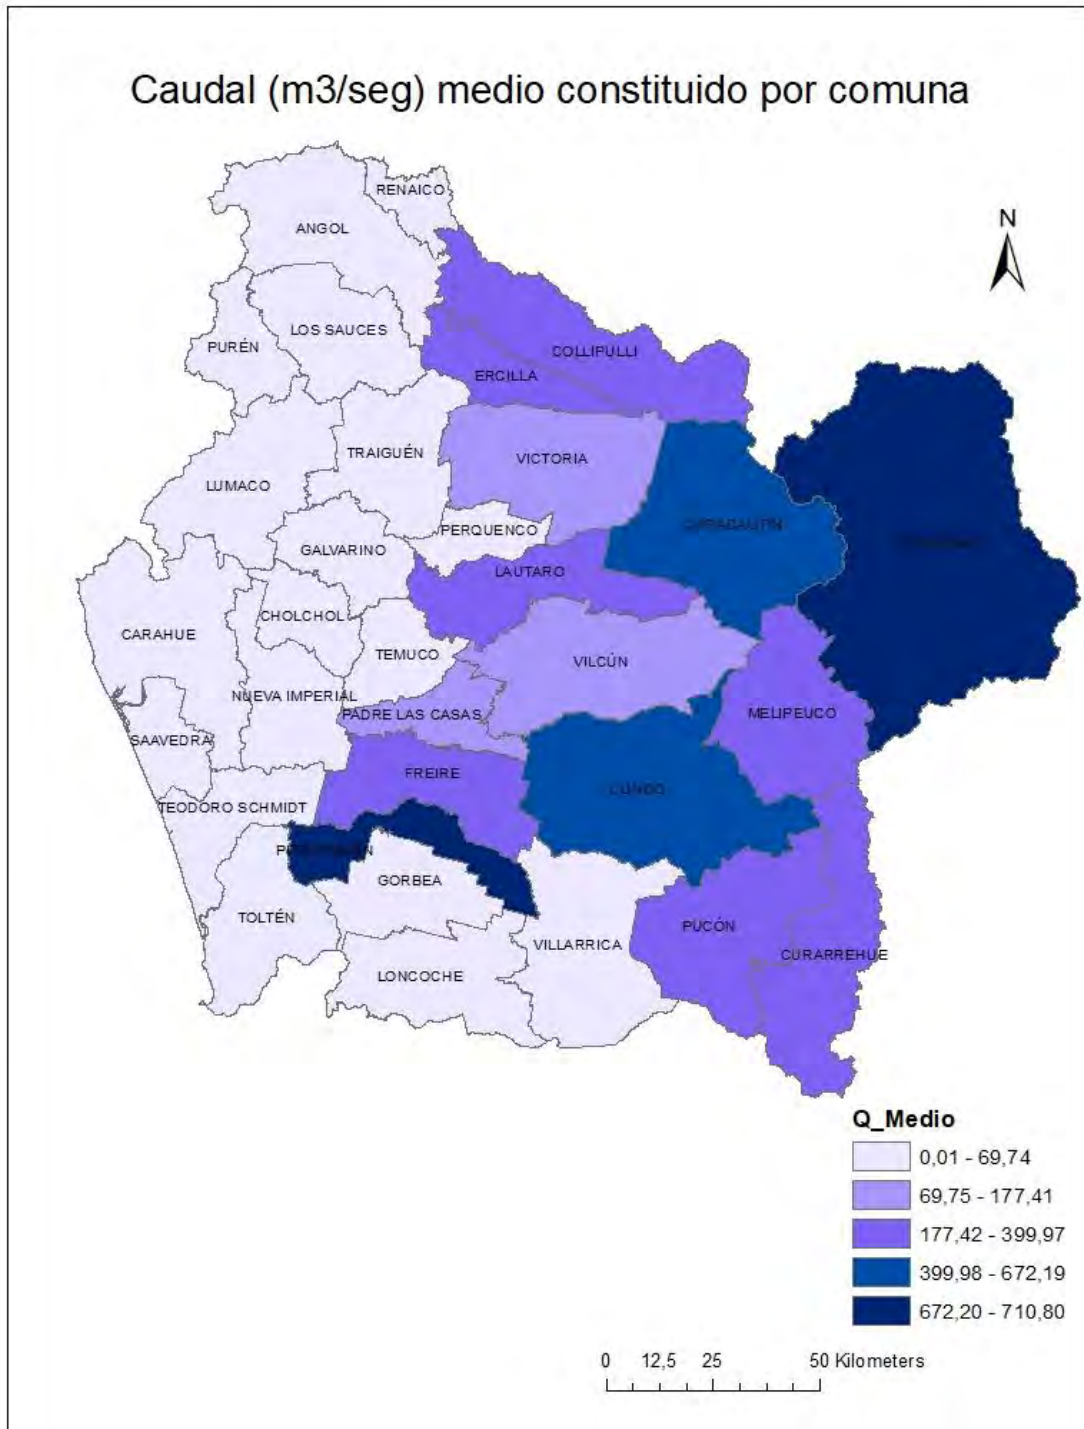 Caudal (m3/seg) medio constituido por comuna
RENAICO
ANGOL
N
LOS SAUCES
PURÉN
COLLIPULLI
ERCILLA
TRAIGUÉN
VICTORIA
LUMACO
CURACAUTÍN
PERQUENCO
GALVARINO
LAUTARO
CHOLCHOL
CARAHUE
TEMUCO
VILCÚN
NUEVA IMPERIAL
PADRE LAS CASAS
MELIPEUCO
SAAVEDRA
FREIRE
CUNCO
TEODORO SCHMIDT
GORBEA
TOLTÉN
PUCÓN
VILLARRICA
CURARREHUE
LONCOCHE
Q_Medio
0,01 - 69,74
69,75 - 177,41
177,42 - 399,97
399,98 - 672,19
672,20 - 710,80
0 12,5 25 50 Kilometers